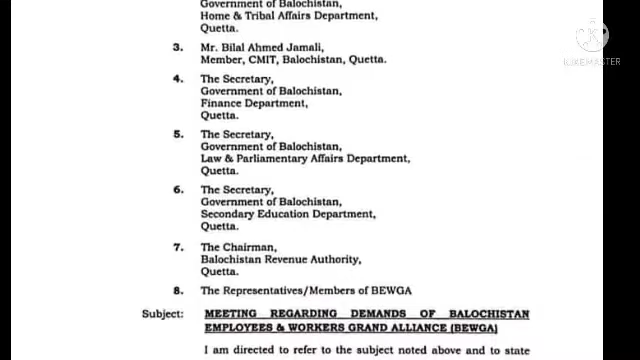 Government of Balochistan,
Home & Tribal Affairs Department,
Quetta.
3. Mr. Bilal Ahmed Jamali,
Member, CMIT, Balochistan, Quetta.
4. The Secretary,
Government of Balochistan,
Finance Department,
Quetta.
5. The Secretary,
Government of Balochistan,
Law & Parliamentary Affairs Department,
Quetta.
6. The Secretary,
Government of Balochistan,
Secondary Education Department,
Quetta.
7. The Chairman,
Balochistan Revenue Authority,
Quetta.
8. The Representatives/Members of BEWGA
Subject: MEETING REGARDING DEMANDS OF BALOCHISTAN
EMPLOYEES & WORKERS GRAND ALLIANCE (BEWGA)
I am directed to refer to the subject noted above and to state